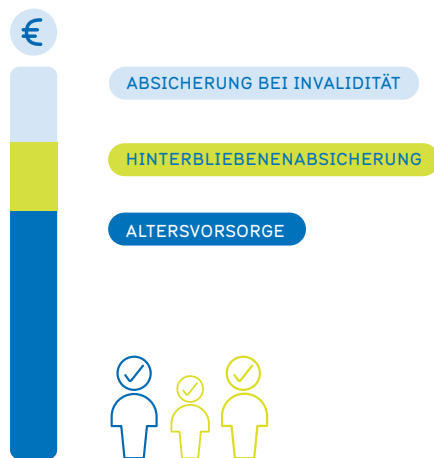 €
ABSICHERUNG BEI INVALIDITÄT
HINTERBLIEBENENABSICHERUNG
ALTERSVORSORGE